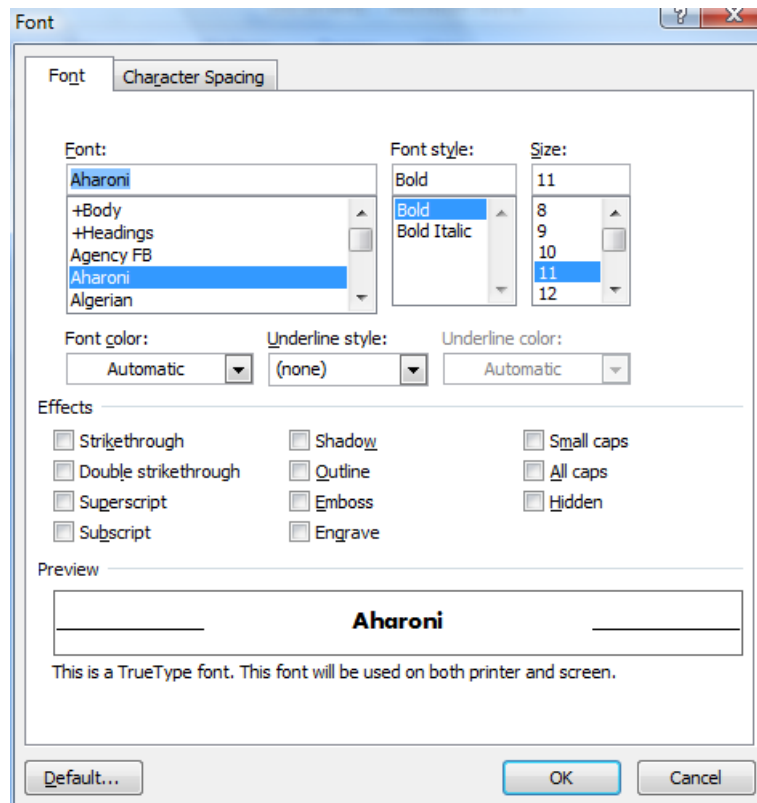 Font
? X
Font Character Spacing
Font: Font style: Size:
Aharoni Bold 11
+Body Bold 8
+Headings Bold Italic 9
Agency FB 10
Aharoni 11
Algerian 12
Font color: Underline style: Underline color:
Automatic (none) Automatic
Effects
Strikethrough Shadow Small caps
Double strikethrough Outline All caps
Superscript Emboss Hidden
Subscript Engrave
Preview
Aharoni
This is a TrueType font. This font will be used on both printer and screen.
Default... OK Cancel